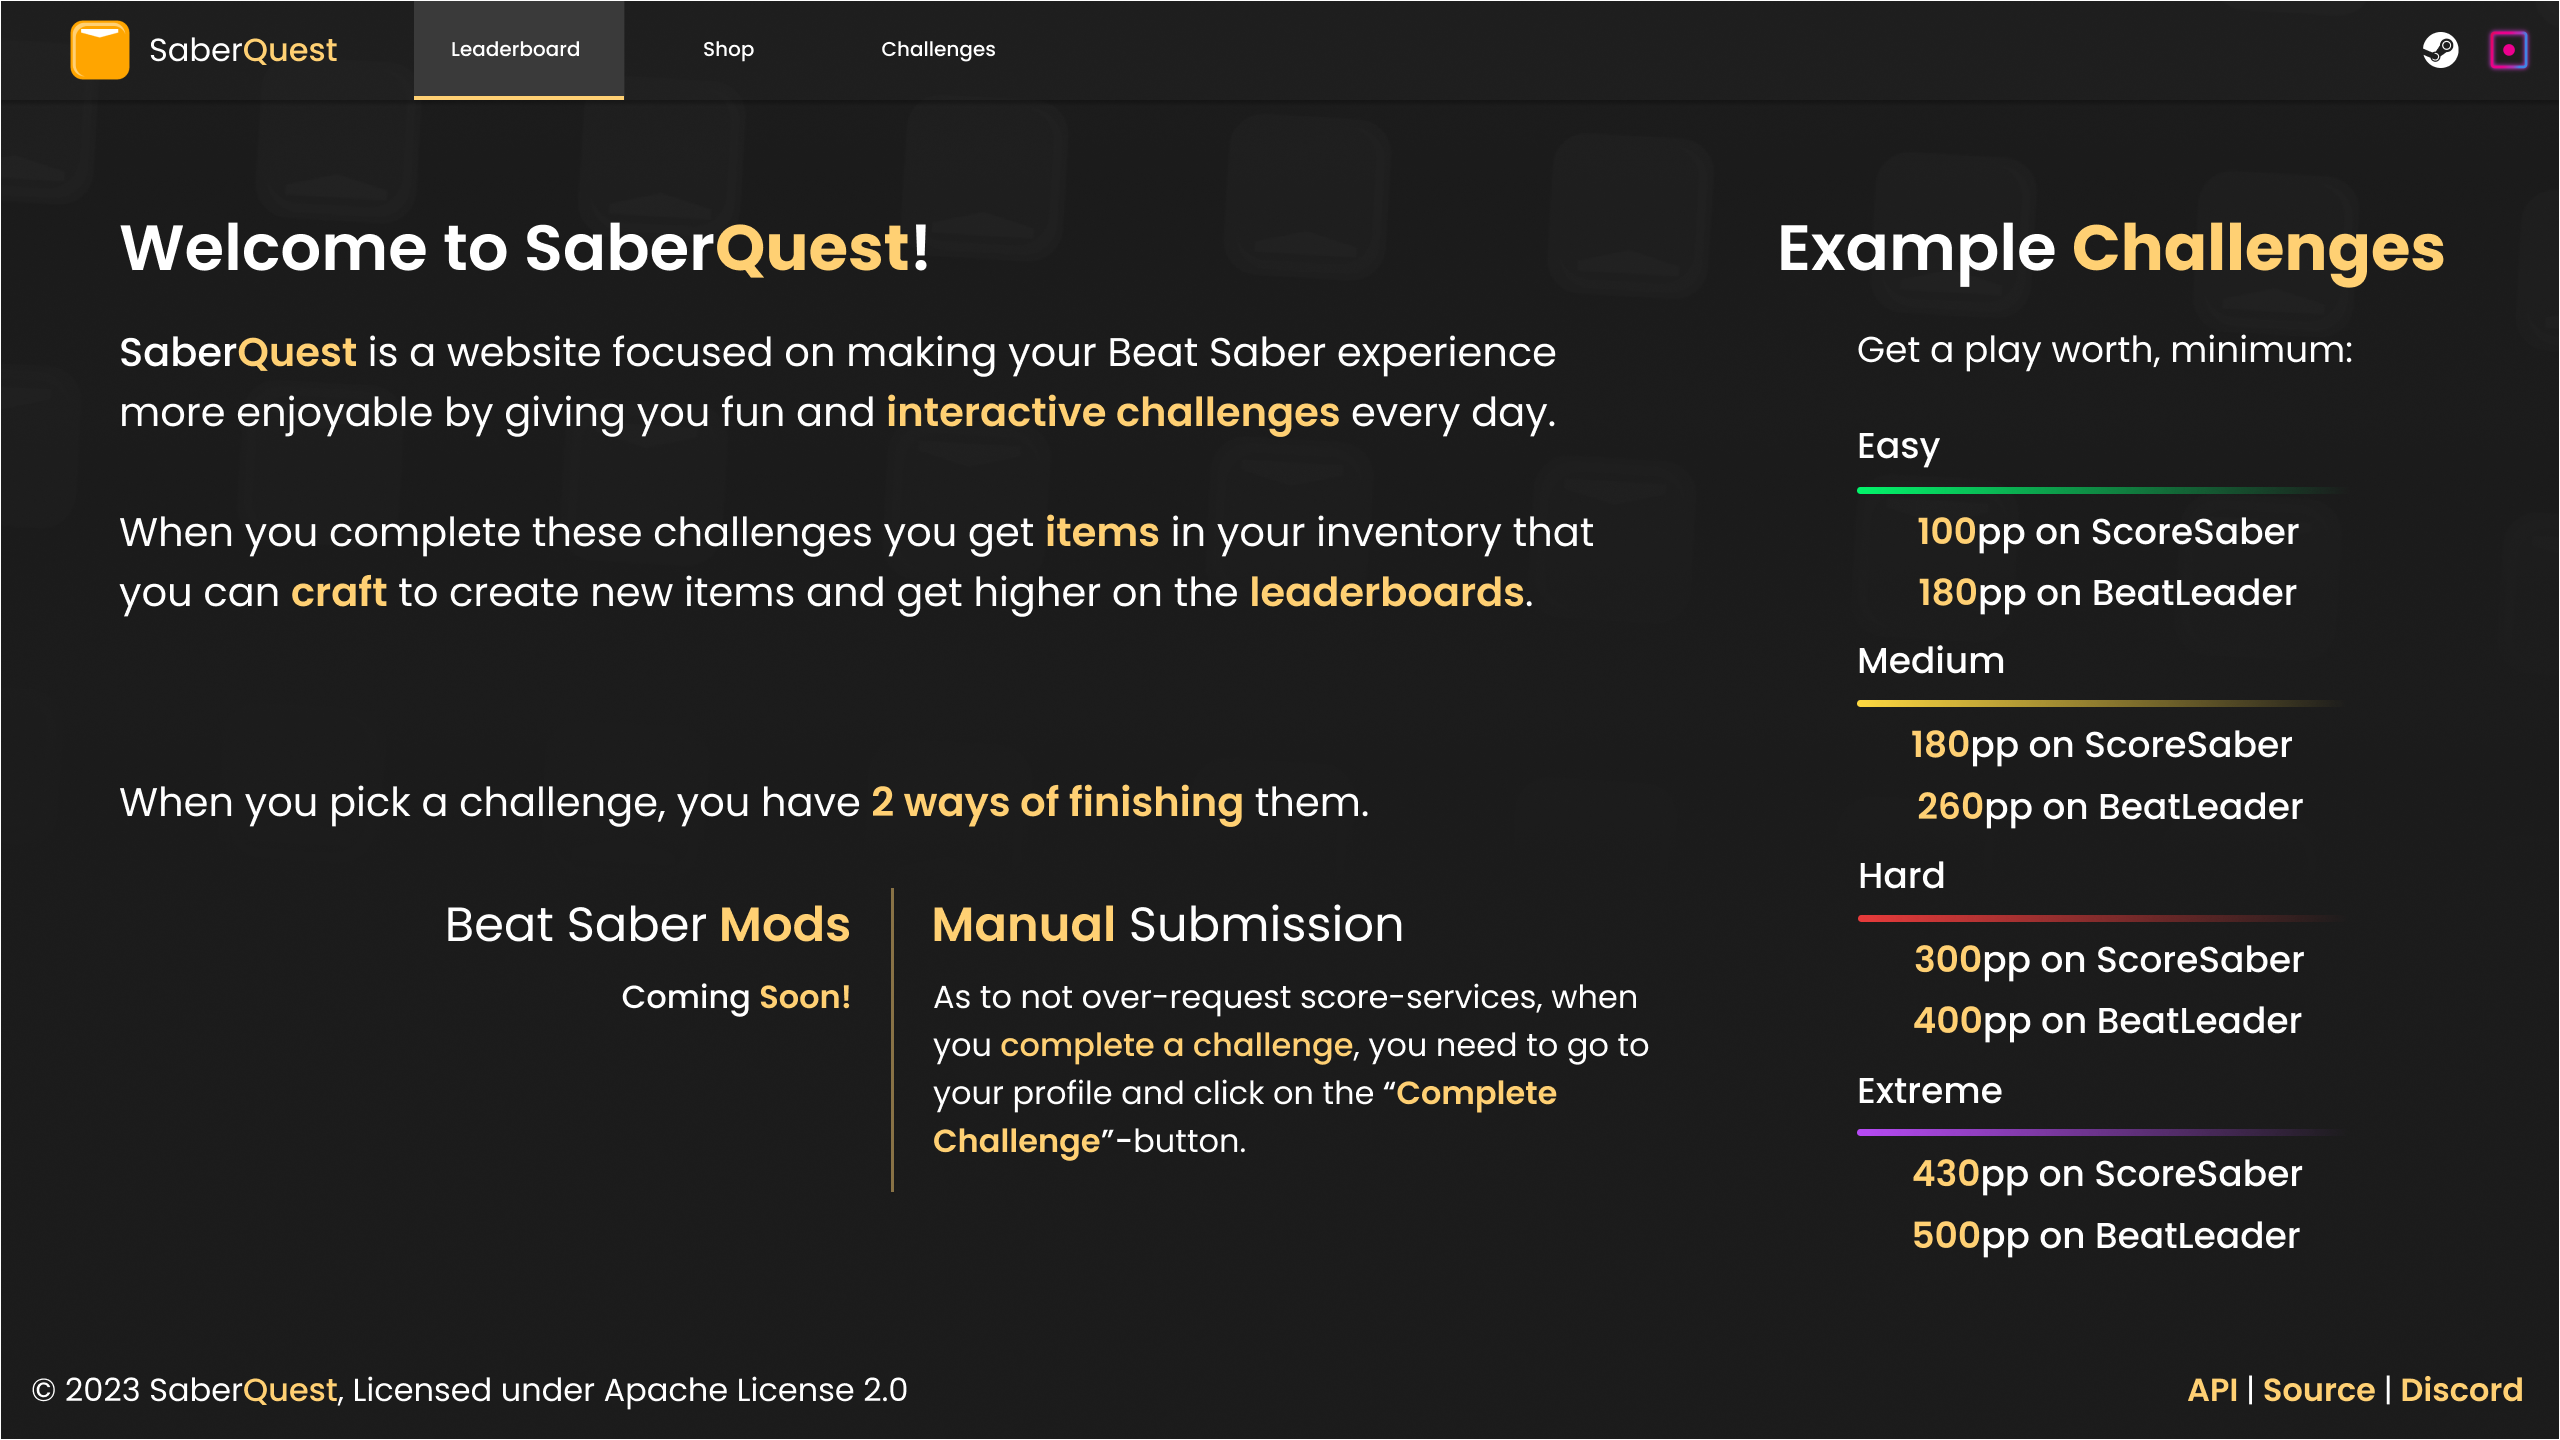 SaberQuest
Leaderboard
Shop
Challenges
Welcome to SaberQuest!
SaberQuest is a website focused on making your Beat Saber experience
more enjoyable by giving you fun and interactive challenges every day.
When you complete these challenges you get items in your inventory that
you can craft to create new items and get higher on the leaderboards.
When you pick a challenge, you have 2 ways of finishing them.
Beat Saber Mods
Coming Soon!
Manual Submission
As to not over-request score-services, when
you complete a challenge, you need to go to
your profile and click on the “Complete
Challenge”-button.
Example Challenges
Get a play worth, minimum:
Easy
100pp on ScoreSaber
180pp on BeatLeader
Medium
180pp on ScoreSaber
260pp on BeatLeader
Hard
300pp on ScoreSaber
400pp on BeatLeader
Extreme
430pp on ScoreSaber
500pp on BeatLeader
© 2023 SaberQuest, Licensed under Apache License 2.0
API | Source | Discord